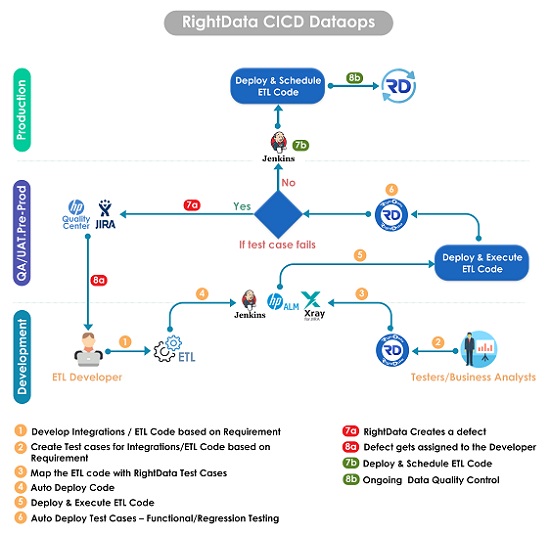 RightData CICD Dataops
Production
Deploy & Schedule
ETL Code
8b
RD
Jenkins
7b
QA/UAT.Pre-Prod
No
hp
Quality
Center
JIRA
7a
Yes
If test case fails
6
RD
Deploy & Execute
ETL Code
5
8a
Development
ETL Developer
1
ETL
4
Jenkins
hp
ALM
Xray
3
RD
2
Testers/Business Analysts
1 Develop Integrations / ETL Code based on Requirement
2 Create Test cases for Integrations/ETL Code based on
Requirement
3 Map the ETL code with RightData Test Cases
4 Auto Deploy Code
5 Deploy & Execute ETL Code
6 Auto Deploy Test Cases – Functional/Regression Testing
7a RightData Creates a defect
8a Defect gets assigned to the Developer
7b Deploy & Schedule ETL Code
8b Ongoing Data Quality Control